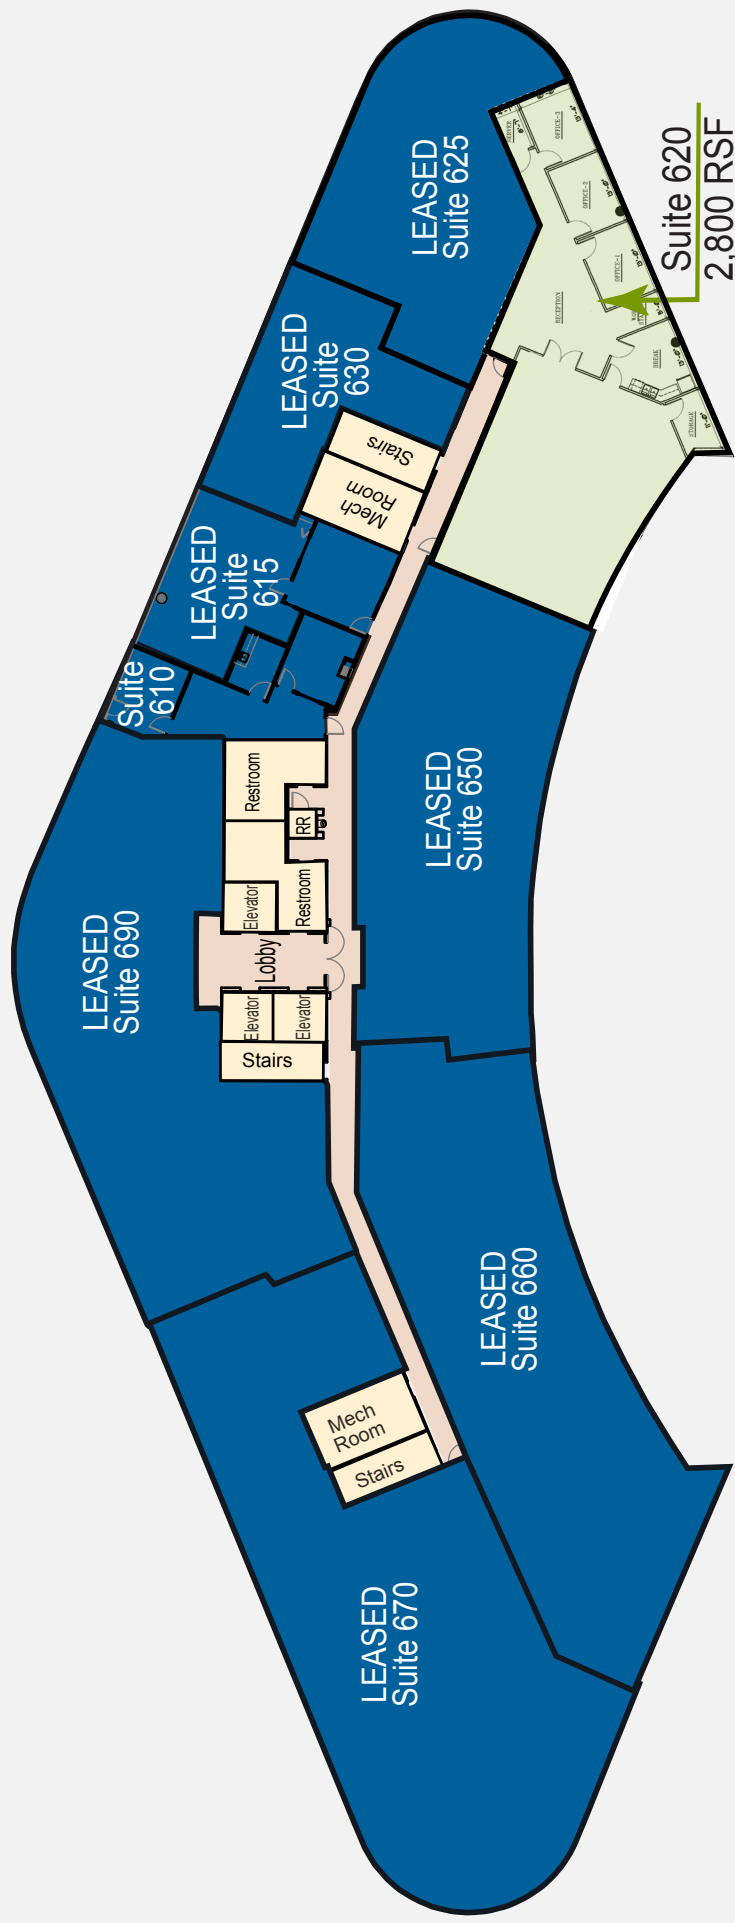 LEASED
Suite 625
SERVER
OFFICE-3
OFFICE-2
OFFICE-1
RECEPTION
BREAK
STORAGE
Suite 620
2,800 RSF
LEASED
Suite
630
Stairs
Mech
Room
LEASED
Suite
615
Suite
610
Restroom
RR
Restroom
Elevator
Lobby
Elevator
Elevator
Stairs
LEASED
Suite 650
LEASED
Suite 690
LEASED
Suite 660
Mech
Room
Stairs
LEASED
Suite 670